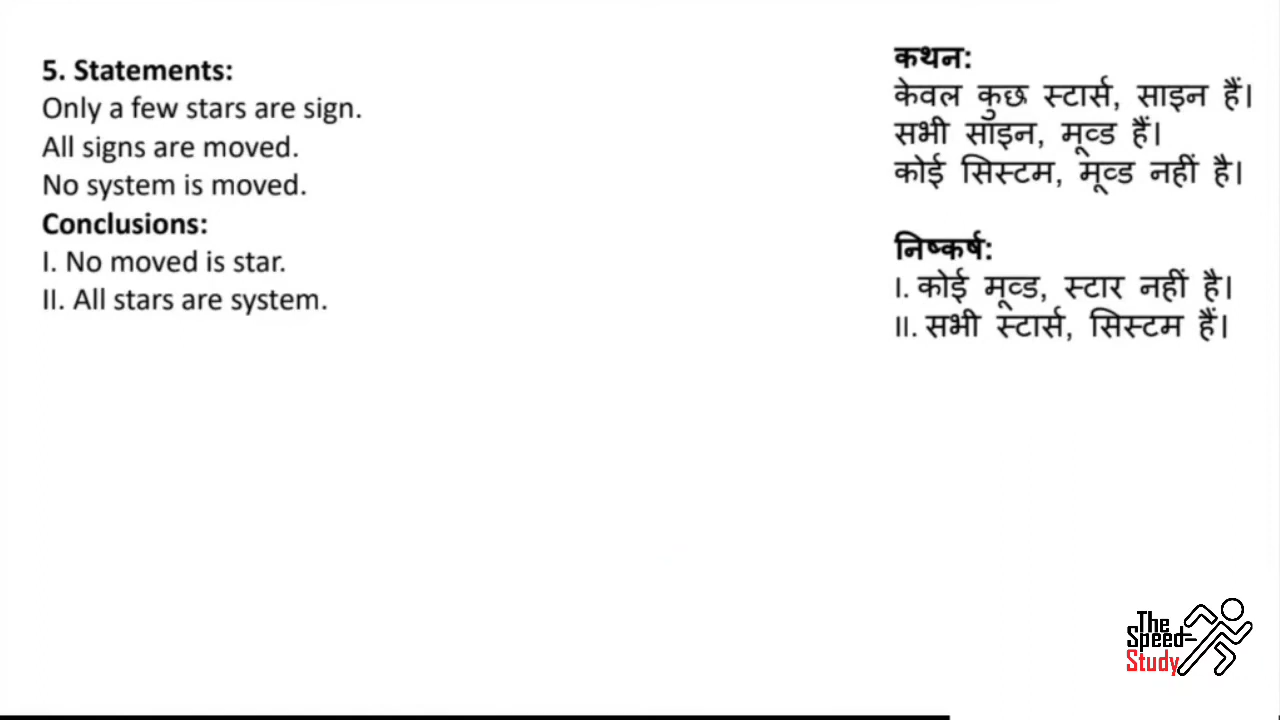 5. Statements:
Only a few stars are sign.
All signs are moved.
No system is moved.
Conclusions:
I. No moved is star.
II. All stars are system.
कथन:
केवल कुछ स्टार्स, साइन हैं।
सभी साइन, मूव्ड हैं।
कोई सिस्टम, मूव्ड नहीं है।
निष्कर्ष:
I. कोई मूव्ड, स्टार नहीं है।
II. सभी स्टार्स, सिस्टम हैं।
The
Speed
Study